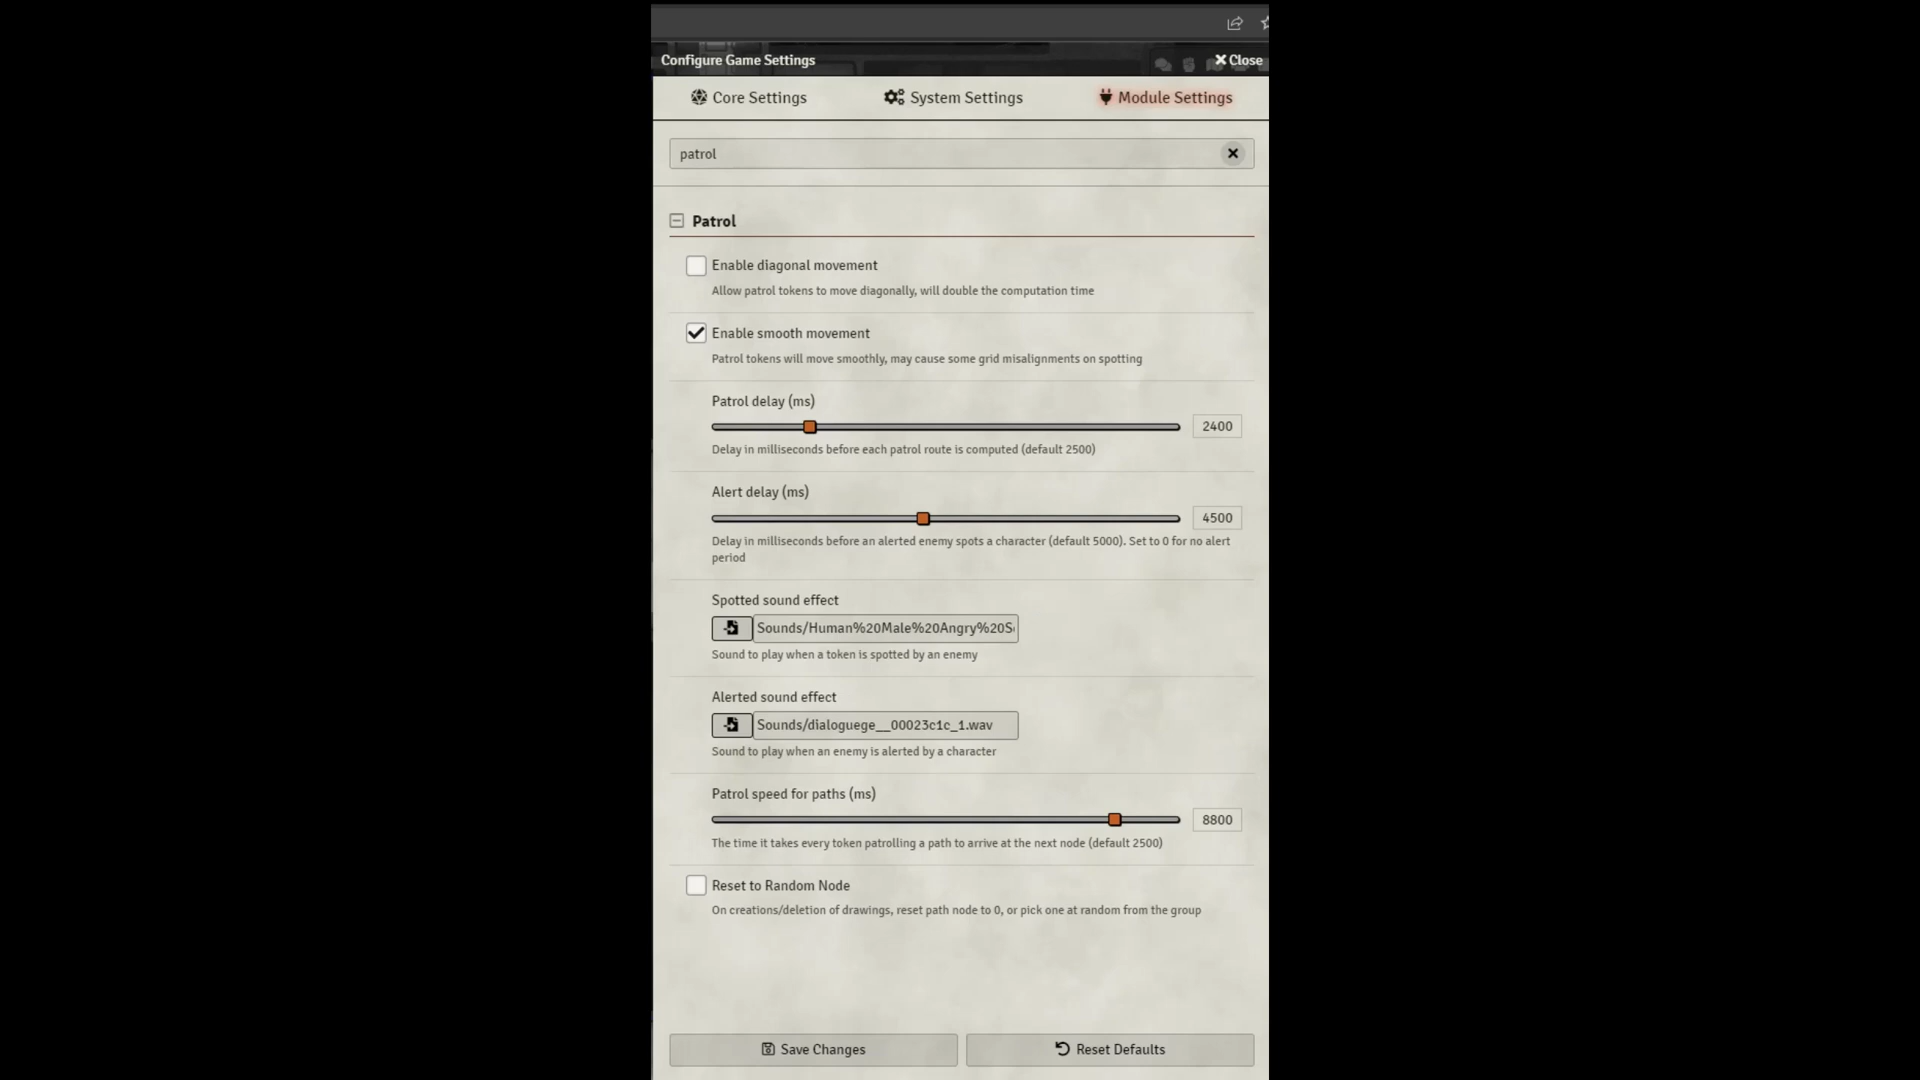 Configure Game Settings
Close
Core Settings
System Settings
Module Settings
patrol
Patrol
Enable diagonal movement
Allow patrol tokens to move diagonally, will double the computation time
Enable smooth movement
Patrol tokens will move smoothly, may cause some grid misalignments on spotting
Patrol delay (ms)
2400
Delay in milliseconds before each patrol route is computed (default 2500)
Alert delay (ms)
4500
Delay in milliseconds before an alerted enemy spots a character (default 5000). Set to 0 for no alert
period
Spotted sound effect
Sounds/Human%20Male%20Angry%20S
Sound to play when a token is spotted by an enemy
Alerted sound effect
Sounds/dialoguege__00023c1c_1.wav
Sound to play when an enemy is alerted by a character
Patrol speed for paths (ms)
8800
The time it takes every token patrolling a path to arrive at the next node (default 2500)
Reset to Random Node
On creations/deletion of drawings, reset path node to 0, or pick one at random from the group
Save Changes
Reset Defaults